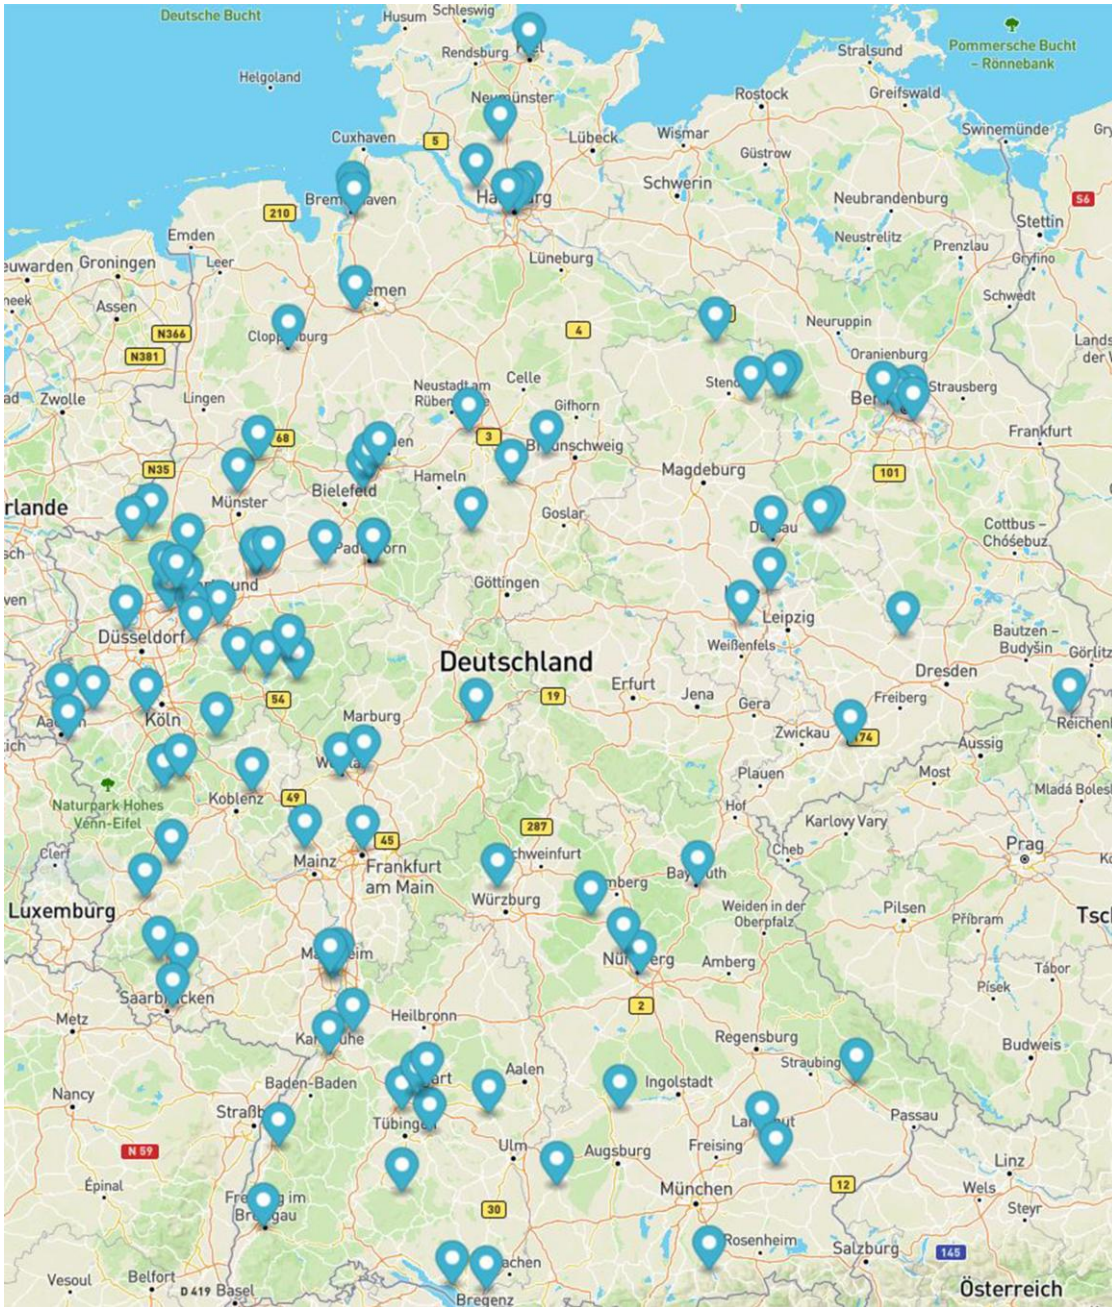 Deutsche Bucht
Schleswig
Husum
Rendsburg
Pommersche Bucht
– Rönnebank
Stralsund
Helgoland
Greifswald
Rostock
Neumünster
Cuxhaven
5
Lübeck
Wismar
Swinemünde
Güstrow
Schwerin
210
Neubrandenburg
S6
Stettin
Emden
Neustrelitz
Prenzlau
Groningen
Leer
Lüneburg
Gryfino
Assen
Schwedt
N366
4
Neuruppin
N381
Oranienburg
Celle
Neustadt am
Zwolle
Lingen
Gifhorn
Strausberg
68
3
Frankfurt
N35
Hameln
Magdeburg
101
Bielefeld
Münster
Goslar
Cottbus –
Chóśebuz
Göttingen
Leipzig
Düsseldorf
Weißenfels
Bautzen –
Budyšin
Görlitz
Deutschland
Erfurt
Jena
Dresden
54
19
Gera
Freiberg
Köln
Marburg
Zwickau
Aussig
Plauen
Most
Naturpark Hohes
Venn-Eifel
Koblenz
49
Hof
Karlovy Vary
287
Clerf
45
Cheb
Prag
Mainz
Frankfurt
am Main
Würzburg
Weiden in der
Oberpfalz
Luxemburg
Pilsen
Příbram
Amberg
Tábor
Písek
2
Metz
Heilbronn
Regensburg
Budweis
Straubing
Baden-Baden
Aalen
Ingolstadt
Nancy
Passau
N 59
Ulm
Augsburg
Freising
Linz
Épinal
München
12
Wels
30
Steyr
Rosenheim
Salzburg
145
Vesoul
Belfort
D 419
Basel
Österreich
Bregenz